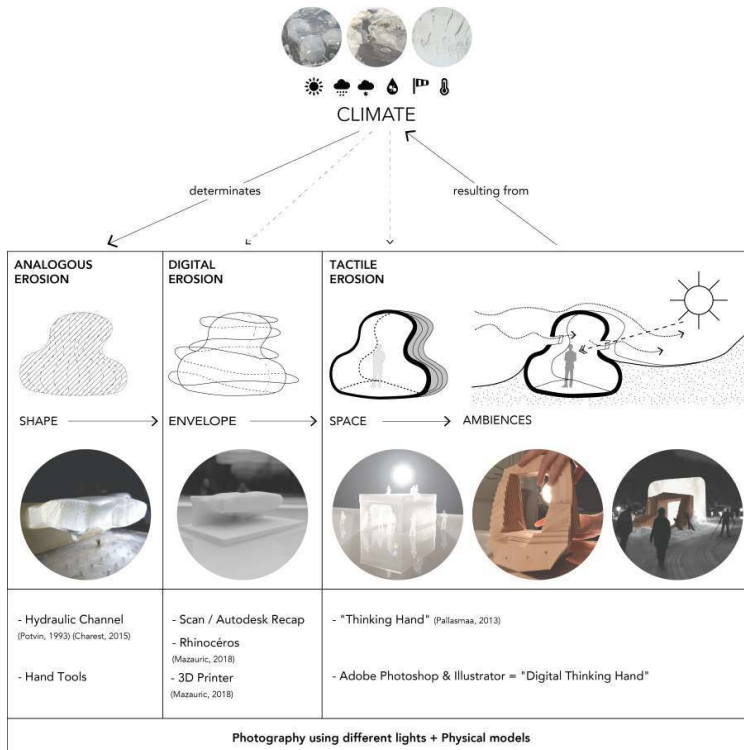 CLIMATE
determinates
resulting from
ANALOGOUS
EROSION
DIGITAL
EROSION
TACTILE
EROSION
SHAPE
ENVELOPE
SPACE
AMBIENCES
- Hydraulic Channel
(Potvin, 1993) (Charest, 2015)
- Hand Tools
- Scan / Autodesk Recap
- Rhinocéros
(Mazauric, 2018)
- 3D Printer
(Mazauric, 2018)
- "Thinking Hand" (Pallasmaa, 2013)
- Adobe Photoshop & Illustrator = "Digital Thinking Hand"
Photography using different lights + Physical models